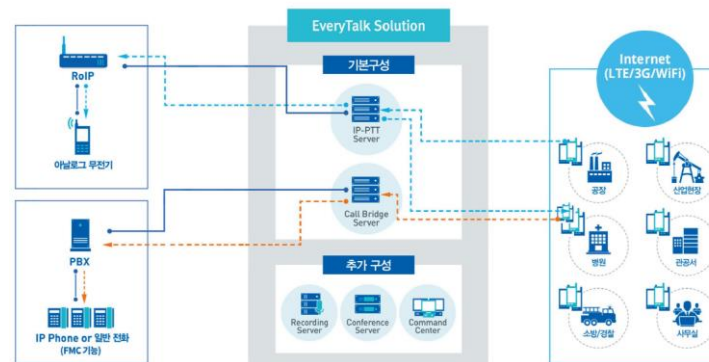 EveryTalk Solution
기본구성
IP-PTT
Server
Call Bridge
Server
추가 구성
Recording
Server
Conference
Server
Command
Center
RoIP
아날로그 무전기
PBX
IP Phone or 일반 전화
(FMC 기능)
Internet
(LTE/3G/WiFi)
공장
산업현장
병원
관공서
소방/경찰
사무실